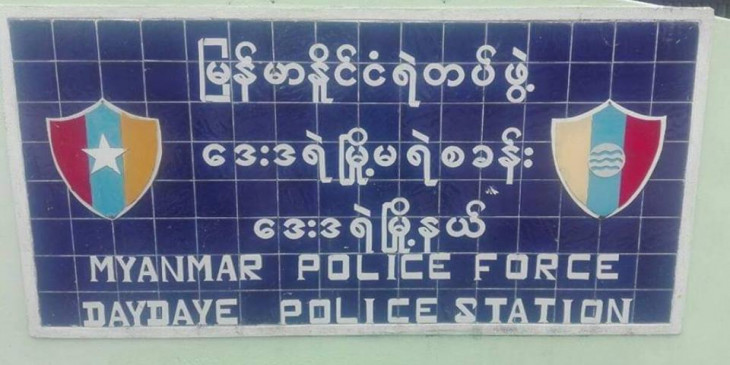 မြန်မာနိုင်ငံရဲတပ်ဖွဲ့
ဒေးဒရဲမြို့မရဲစခန်း
ဒေးဒရဲမြို့နယ်
MYANMAR POLICE FORCE
DAYDAYE POLICE STATION